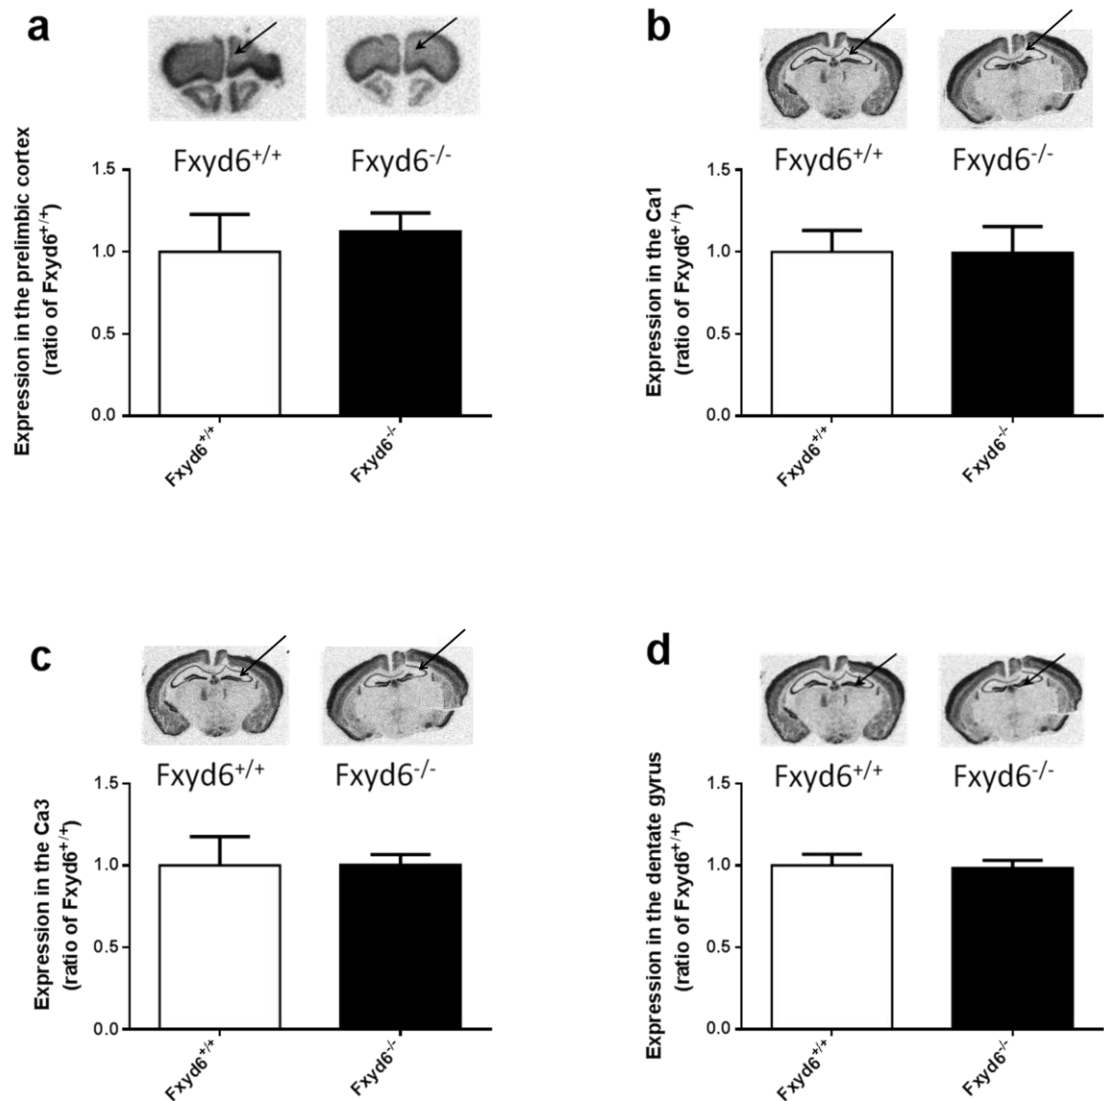 a
Fxyd6+/+ Fxyd6-/-
Expression in the prelimbic cortex
(ratio of Fxyd6+/+)
1.5
1.0
0.5
0.0
Fxyd6+/+ Fxyd6-/-
b
Fxyd6+/+ Fxyd6-/-
Expression in the Ca1
(ratio of Fxyd6+/+)
1.5
1.0
0.5
0.0
Fxyd6+/+ Fxyd6-/-
c
Fxyd6+/+ Fxyd6-/-
Expression in the Ca3
(ratio of Fxyd6+/+)
1.5
1.0
0.5
0.0
Fxyd6+/+ Fxyd6-/-
d
Fxyd6+/+ Fxyd6-/-
Expression in the dentate gyrus
(ratio of Fxyd6+/+)
1.5
1.0
0.5
0.0
Fxyd6+/+ Fxyd6-/-